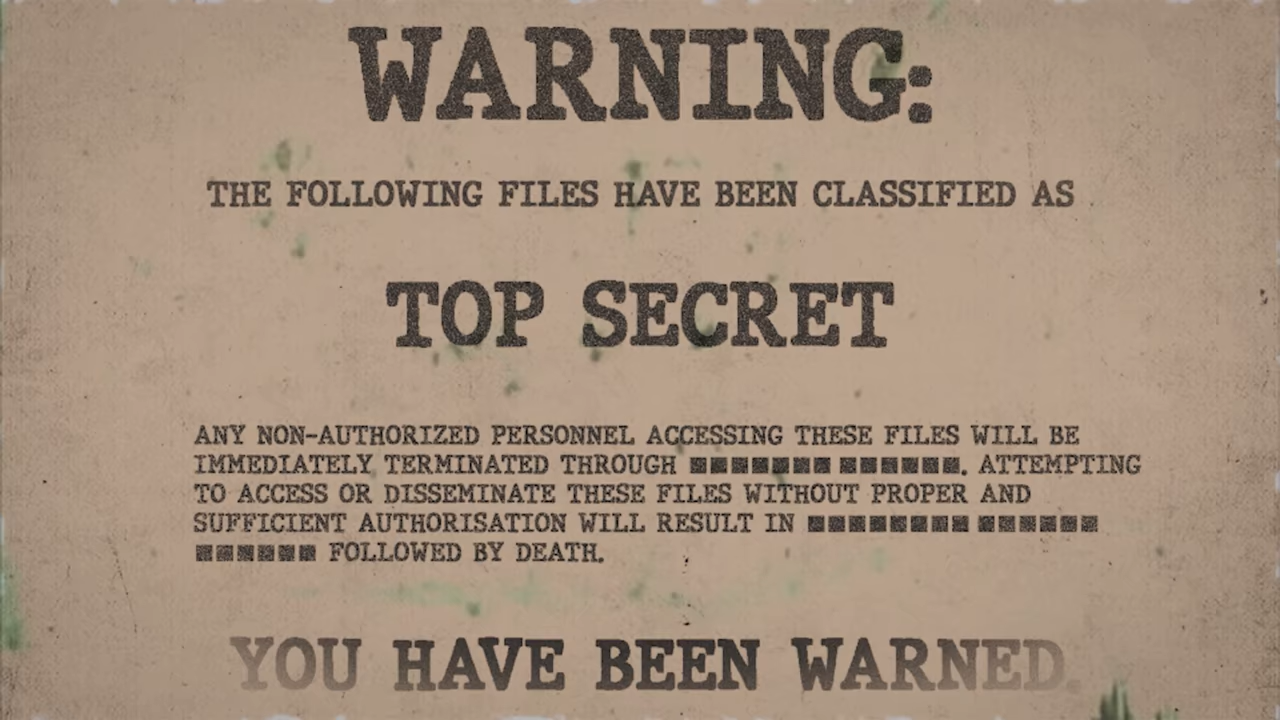 WARNING:
THE FOLLOWING FILES HAVE BEEN CLASSIFIED AS
TOP SECRET
ANY NON-AUTHORIZED PERSONNEL ACCESSING THESE FILES WILL BE
IMMEDIATELY TERMINATED THROUGH ■■■■■■■ ■■■■■■. ATTEMPTING
TO ACCESS OR DISSEMINATE THESE FILES WITHOUT PROPER AND
SUFFICIENT AUTHORISATION WILL RESULT IN ■■■■■■■■ ■■■■■■
■■■■■■ FOLLOWED BY DEATH.
YOU HAVE BEEN WARNED.